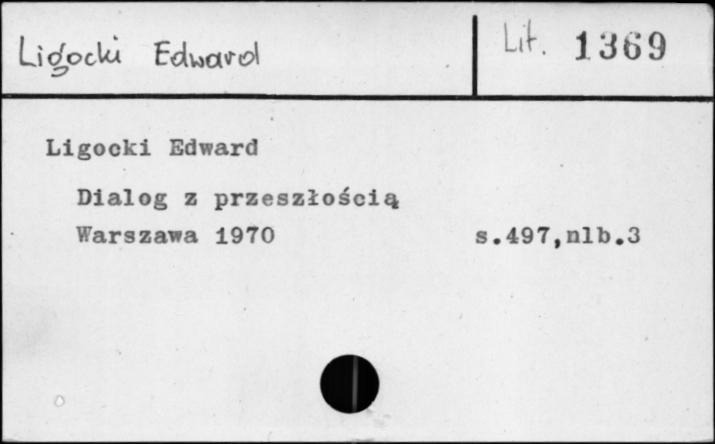 Ligocki Edward
Lit. 1369
Ligocki Edward
Dialog z przeszłością
Warszawa 1970 s.497,nlb.3